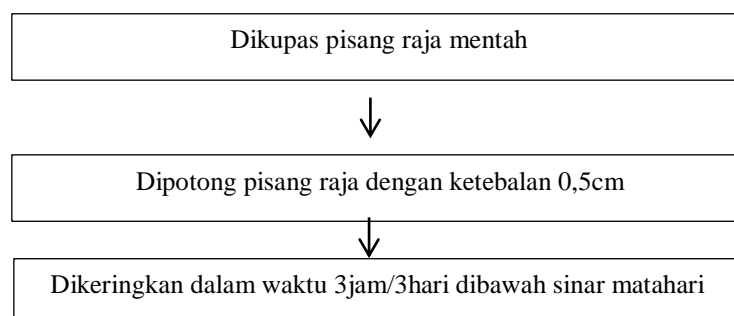 Dikupas pisang raja mentah
Dipotong pisang raja dengan ketebalan 0,5cm
Dikeringkan dalam waktu 3jam/3hari dibawah sinar matahari